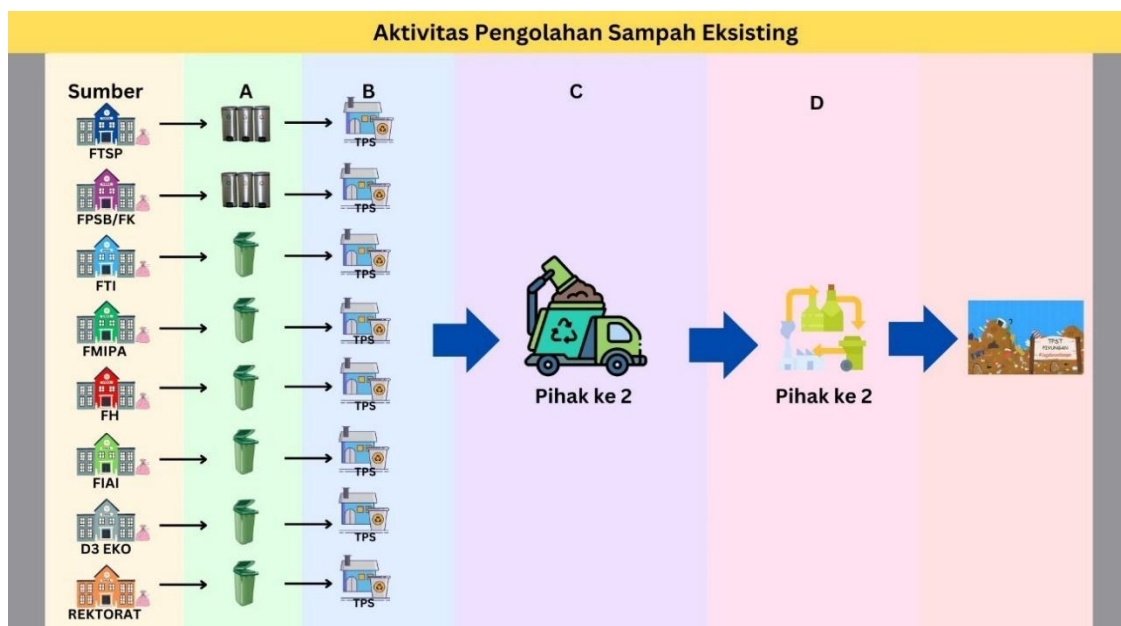 Aktivitas Pengolahan Sampah Eksisting
Sumber
A
B
C
D
FTSP
TPS
FPSB/FK
TPS
FTI
TPS
FMIPA
TPS
FH
TPS
FIAI
TPS
D3 EKO
TPS
REKTORAT
TPS
Pihak ke 2
Pihak ke 2
TPST
PIYUNGAN